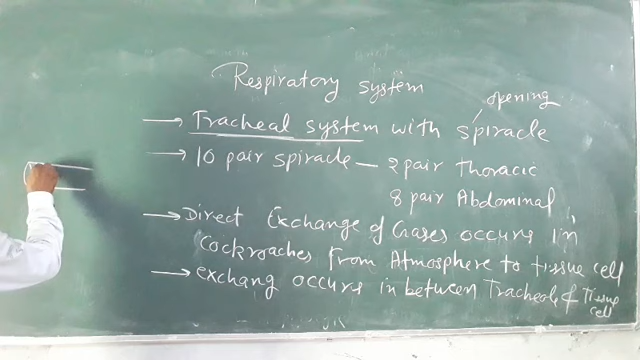 Respiratory system
opening
→ Tracheal system with spiracle
→ 10 pair spiracle — 2 pair Thoracic
8 pair Abdominal
→ Direct Exchange of Gases occurs in
Cockroaches from Atmosphere to tissue cell
→ exchang occurs in between Tracheole & Tissue
cell